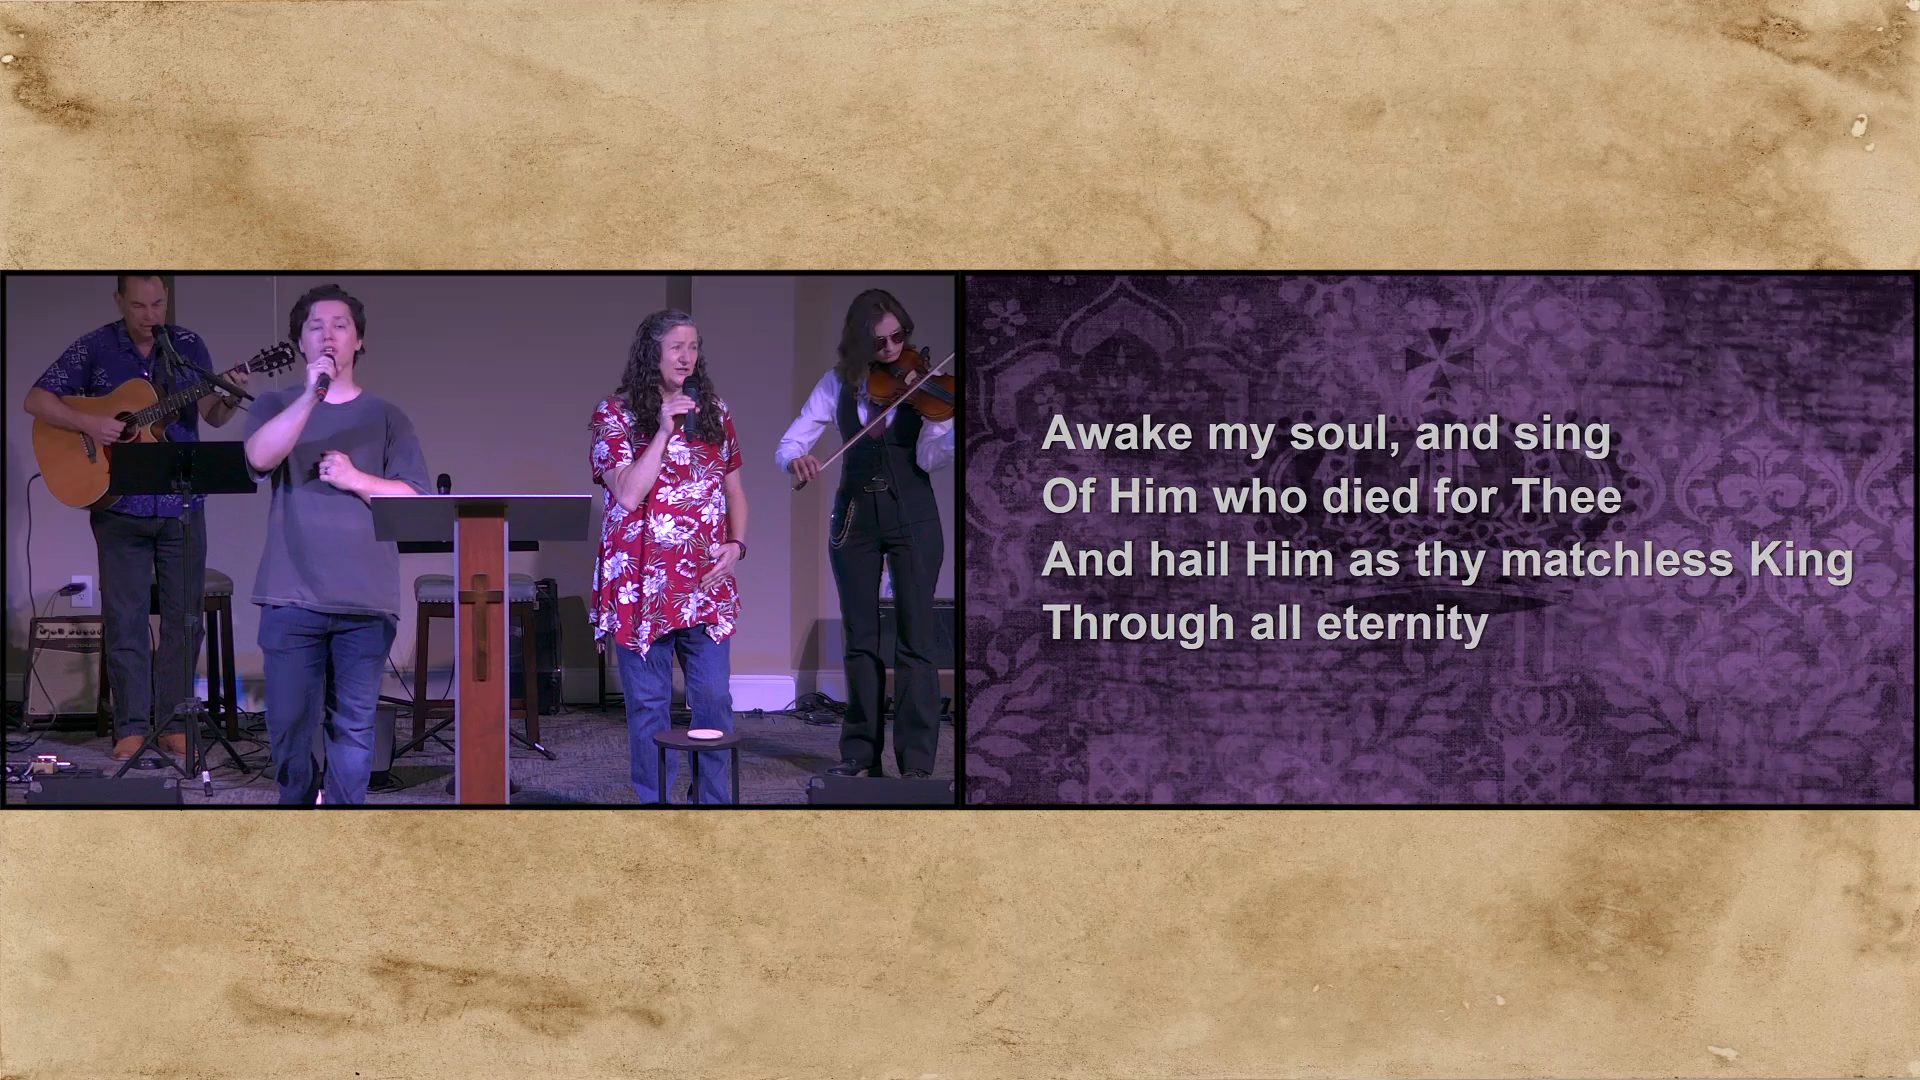 Awake my soul, and sing
Of Him who died for Thee
And hail Him as thy matchless King
Through all eternity